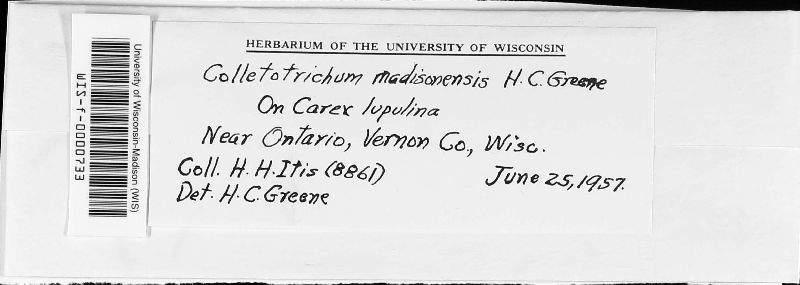 University of Wisconsin-Madison (WIS)
WIS-f-0000733
HERBARIUM OF THE UNIVERSITY OF WISCONSIN
Colletotrichum madisonensis H.C. Greene
On Carex lupulina
Near Ontario, Vernon Co., Wisc.
Coll. H.H. Iltis (8861) June 25, 1957.
Det. H.C. Greene